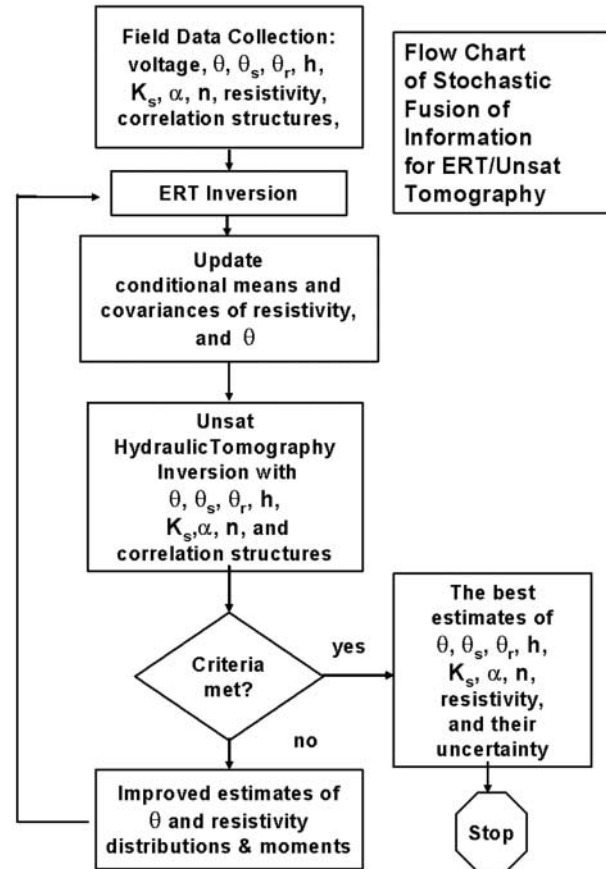 Field Data Collection:
voltage, θ, θs, θr, h,
Ks, α, n, resistivity,
correlation structures,
Flow Chart
of Stochastic
Fusion of
Information
for ERT/Unsat
Tomography
ERT Inversion
Update
conditional means and
covariances of resistivity,
and θ
Unsat
HydraulicTomography
Inversion with
θ, θs, θr, h,
Ks,α, n, and
correlation structures
Criteria
met?
yes
no
The best
estimates of
θ, θs, θr, h,
Ks, α, n,
resistivity,
and their
uncertainty
Improved estimates of
θ and resistivity
distributions & moments
Stop